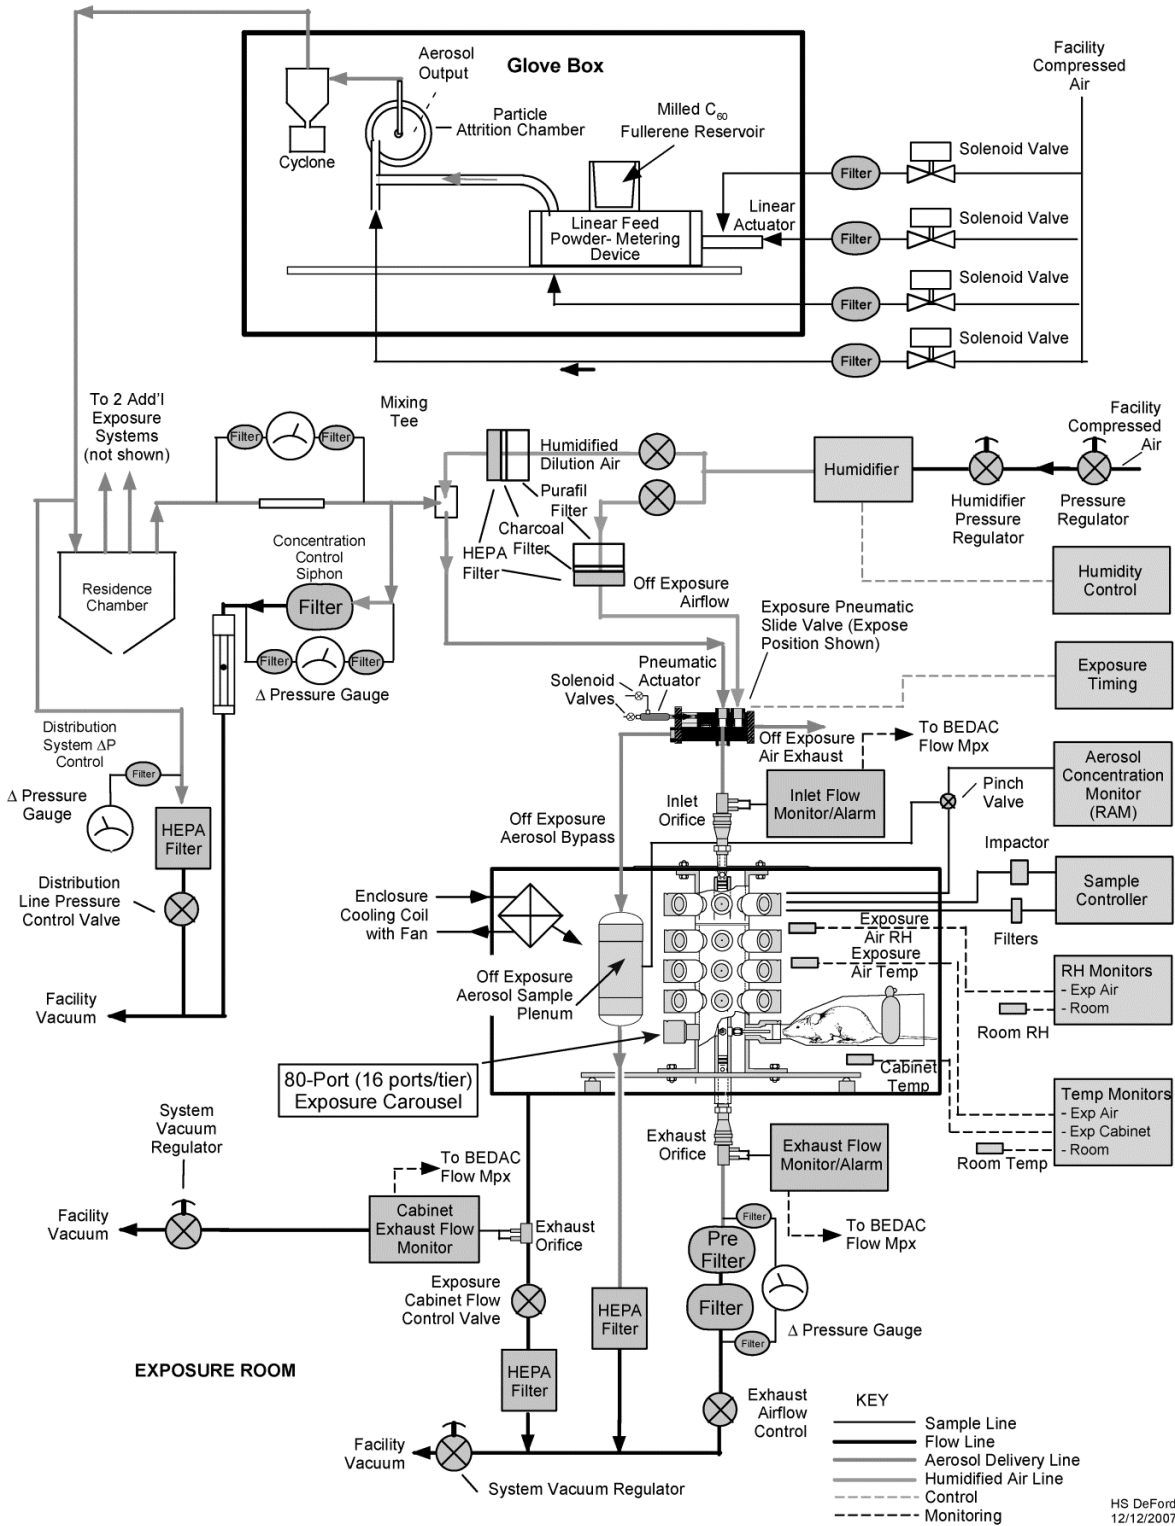 Glove Box
Aerosol
Output
Particle
Attrition Chamber
Cyclone
Milled C60
Fullerene Reservoir
Linear
Actuator
Linear Feed
Powder- Metering
Device
Facility
Compressed
Air
Filter
Solenoid Valve
Filter
Solenoid Valve
Filter
Solenoid Valve
Filter
Solenoid Valve
To 2 Add'l
Exposure
Systems
(not shown)
Filter
Filter
Mixing
Tee
Humidified
Dilution Air
Purafil
Filter
Charcoal
Filter
HEPA
Filter
Humidifier
Humidifier
Pressure
Regulator
Pressure
Regulator
Facility
Compressed
Air
Residence
Chamber
Concentration
Control
Siphon
Filter
Filter
Filter
Δ Pressure Gauge
Off Exposure
Airflow
Humidity
Control
Exposure Pneumatic
Slide Valve (Expose
Position Shown)
Exposure
Timing
Solenoid
Valves
Pneumatic
Actuator
Distribution
System ΔP
Control
Filter
Δ Pressure
Gauge
HEPA
Filter
Distribution
Line Pressure
Control Valve
Facility
Vacuum
Off Exposure
Air Exhaust
To BEDAC
Flow Mpx
Inlet
Orifice
Inlet Flow
Monitor/Alarm
Off Exposure
Aerosol Bypass
Pinch
Valve
Aerosol
Concentration
Monitor
(RAM)
Impactor
Sample
Controller
Filters
Enclosure
Cooling Coil
with Fan
Off Exposure
Aerosol Sample
Plenum
Exposure
Air RH
Exposure
Air Temp
RH Monitors
- Exp Air
- Room
Room RH
80-Port (16 ports/tier)
Exposure Carousel
Cabinet
Temp
Temp Monitors
- Exp Air
- Exp Cabinet
- Room
Room Temp
System
Vacuum
Regulator
To BEDAC
Flow Mpx
Facility
Vacuum
Cabinet
Exhaust Flow
Monitor
Exhaust
Orifice
Exhaust
Orifice
Exhaust Flow
Monitor/Alarm
To BEDAC
Flow Mpx
Filter
Pre
Filter
Filter
Filter
Δ Pressure Gauge
Exposure
Cabinet Flow
Control Valve
HEPA
Filter
HEPA
Filter
EXPOSURE ROOM
Exhaust
Airflow
Control
Facility
Vacuum
System Vacuum Regulator
KEY
Sample Line
Flow Line
Aerosol Delivery Line
Humidified Air Line
Control
Monitoring
HS DeFord
12/12/2007